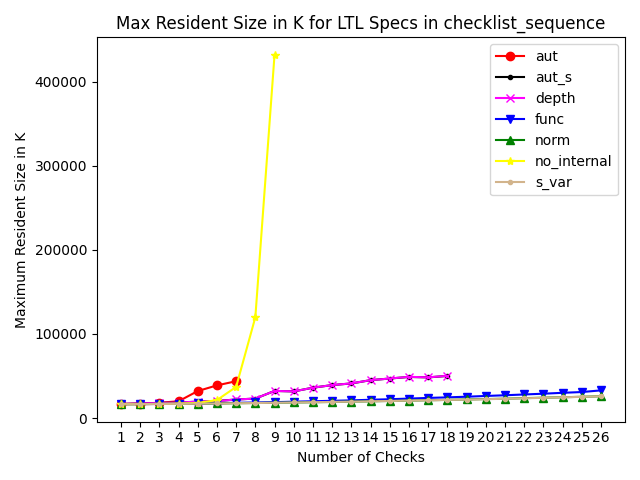 Max Resident Size in K for LTL Specs in checklist_sequence
Maximum Resident Size in K
400000
300000
200000
100000
0
aut
aut_s
depth
func
norm
no_internal
s_var
1 2 3 4 5 6 7 8 9 10 11 12 13 14 15 16 17 18 19 20 21 22 23 24 25 26
Number of Checks